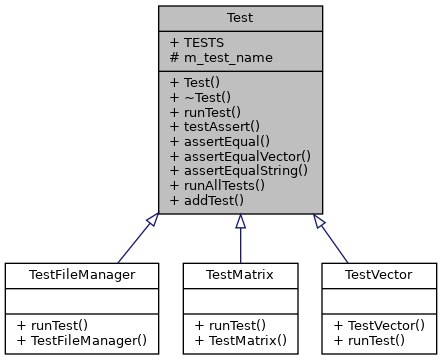 Test
+ TESTS
# m_test_name
+ Test()
+ ~Test()
+ runTest()
+ testAssert()
+ assertEqual()
+ assertEqualVector()
+ assertEqualString()
+ runAllTests()
+ addTest()
TestFileManager
+ runTest()
+ TestFileManager()
TestMatrix
+ runTest()
+ TestMatrix()
TestVector
+ TestVector()
+ runTest()